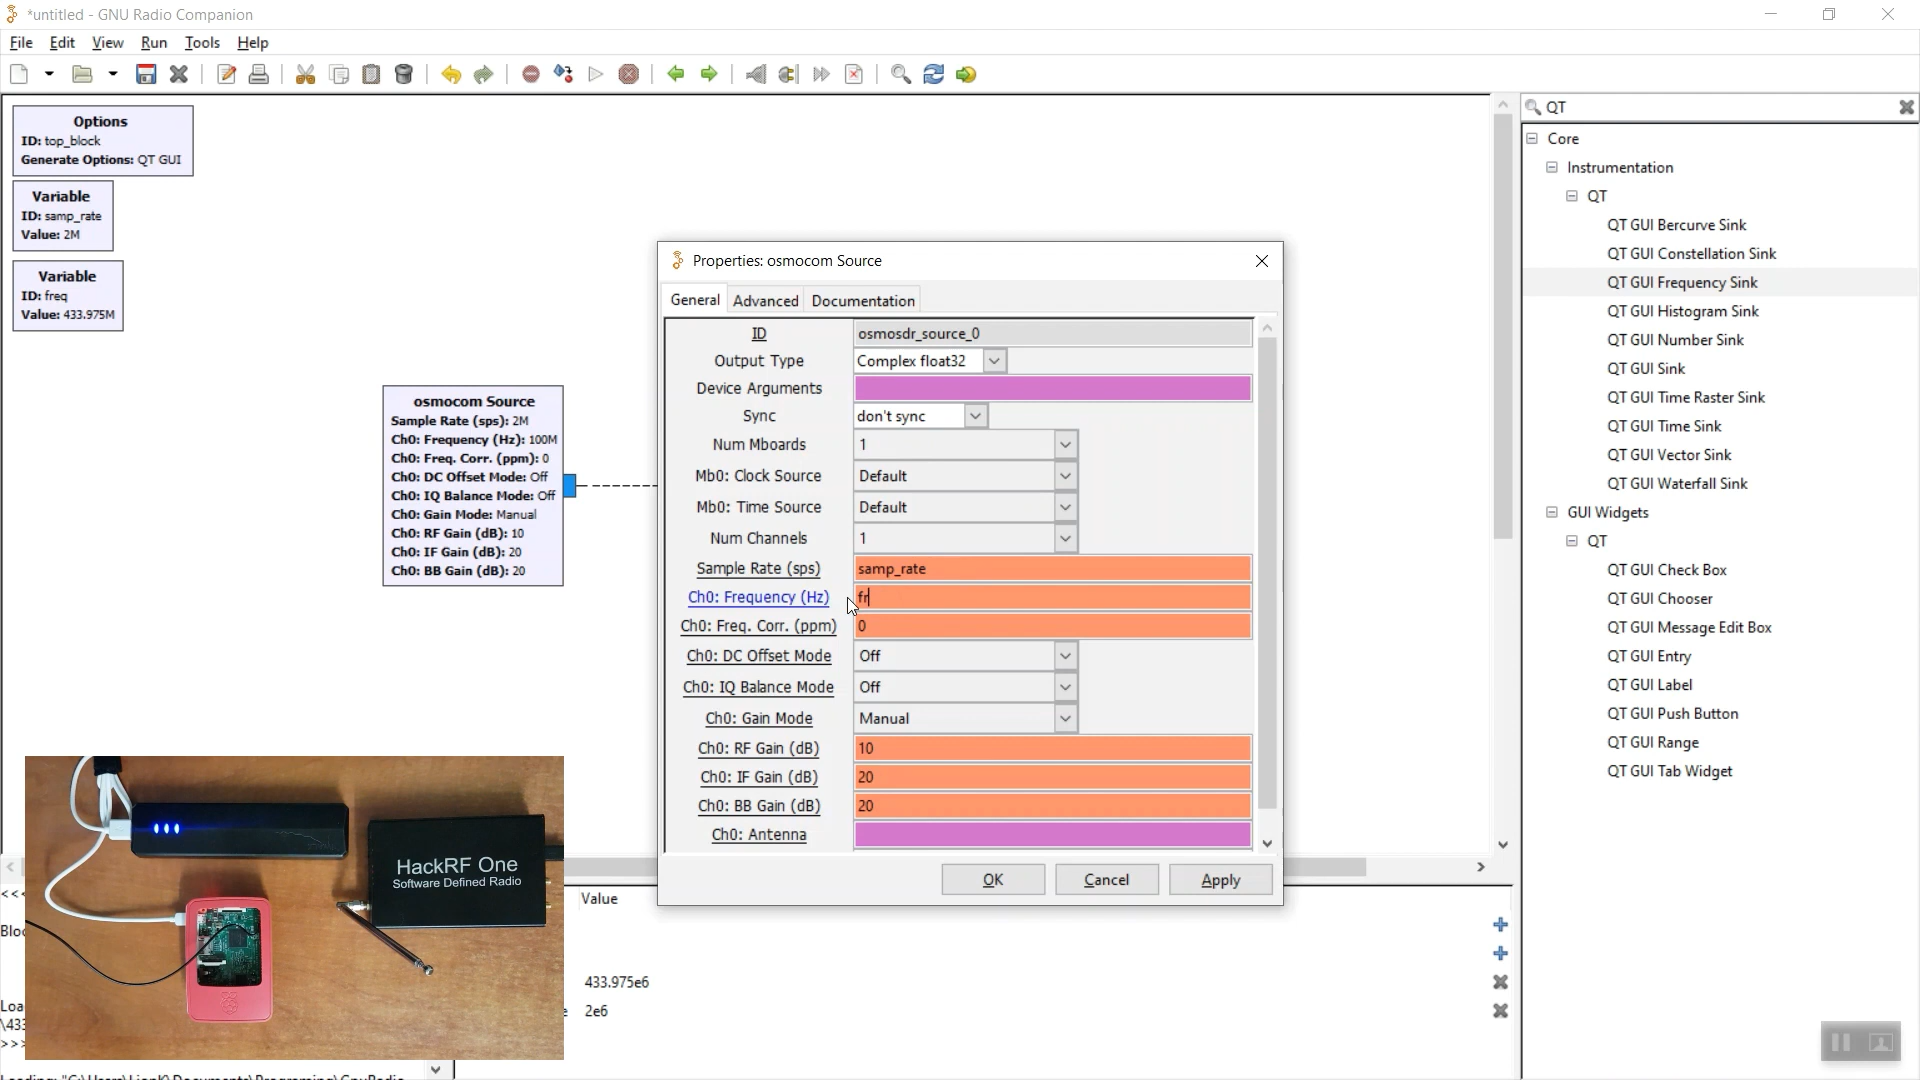 *untitled - GNU Radio Companion
File Edit View Run Tools Help
Options
ID: top_block
Generate Options: QT GUI
Variable
ID: samp_rate
Value: 2M
Variable
ID: freq
Value: 433.975M
osmocom Source
Sample Rate (sps): 2M
Ch0: Frequency (Hz): 100M
Ch0: Freq. Corr. (ppm): 0
Ch0: DC Offset Mode: Off
Ch0: IQ Balance Mode: Off
Ch0: Gain Mode: Manual
Ch0: RF Gain (dB): 10
Ch0: IF Gain (dB): 20
Ch0: BB Gain (dB): 20
Properties: osmocom Source
General Advanced Documentation
ID osmosdr_source_0
Output Type Complex float32
Device Arguments
Sync don't sync
Num Mboards 1
Mb0: Clock Source Default
Mb0: Time Source Default
Num Channels 1
Sample Rate (sps) samp_rate
Ch0: Frequency (Hz) fr
Ch0: Freq. Corr. (ppm) 0
Ch0: DC Offset Mode Off
Ch0: IQ Balance Mode Off
Ch0: Gain Mode Manual
Ch0: RF Gain (dB) 10
Ch0: IF Gain (dB) 20
Ch0: BB Gain (dB) 20
Ch0: Antenna
OK Cancel Apply
QT
Core
Instrumentation
QT
QT GUI Bercurve Sink
QT GUI Constellation Sink
QT GUI Frequency Sink
QT GUI Histogram Sink
QT GUI Number Sink
QT GUI Sink
QT GUI Time Raster Sink
QT GUI Time Sink
QT GUI Vector Sink
QT GUI Waterfall Sink
GUI Widgets
QT
QT GUI Check Box
QT GUI Chooser
QT GUI Message Edit Box
QT GUI Entry
QT GUI Label
QT GUI Push Button
QT GUI Range
QT GUI Tab Widget
<<<
Bloc
Loa
\433
>>>
Value
433.975e6
2e6
HackRF One
Software Defined Radio